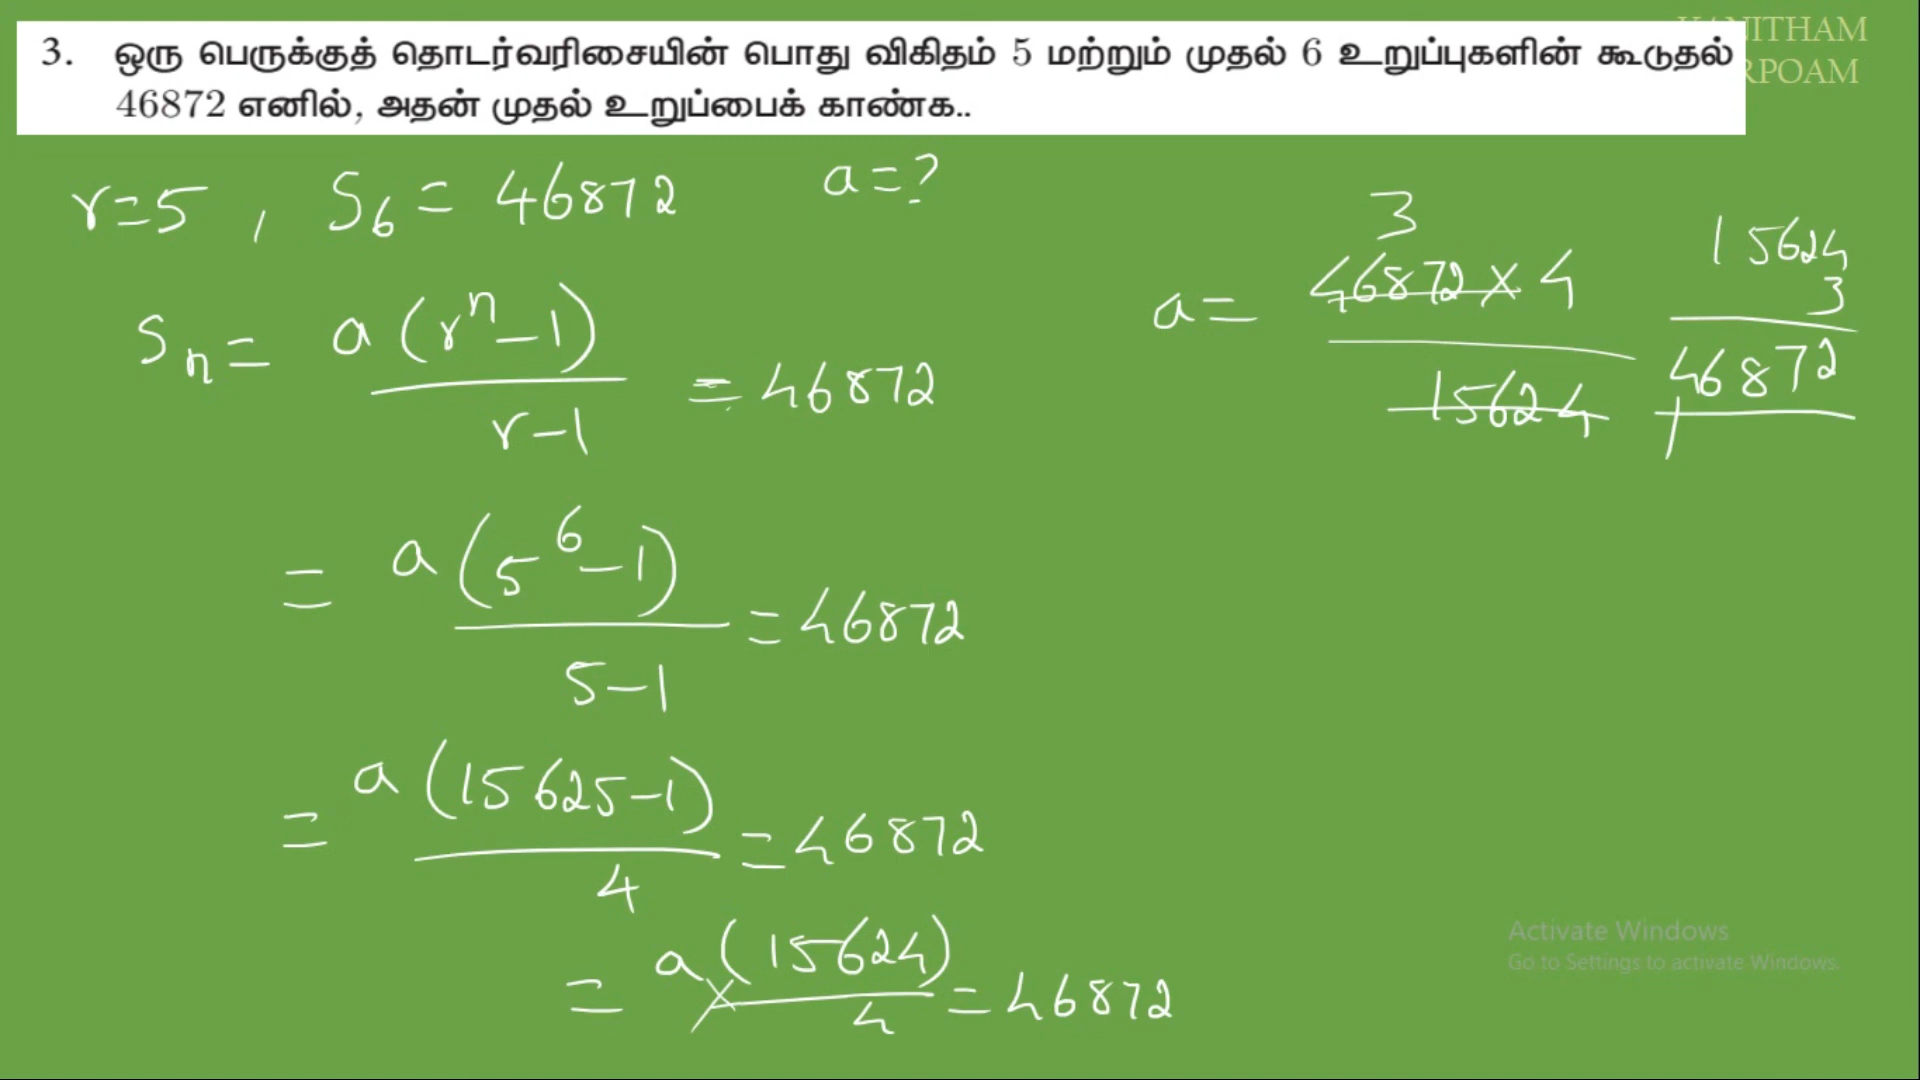 3. ஒரு பெருக்குத் தொடர்வரிசையின் பொது விகிதம் 5 மற்றும் முதல் 6 உறுப்புகளின் கூடுதல்
46872 எனில், அதன் முதல் உறுப்பைக் காண்க..
r=5 , S₆ = 46872 a=?
Sₙ = a(rⁿ-1) / r-1 = 46872
= a(5⁶-1) / 5-1 = 46872
= a(15625-1) / 4 = 46872
= a(15624) / 4 = 46872
3
a= 46872 × 4 / 15624
15624
3
46872
Activate Windows
Go to Settings to activate Windows.